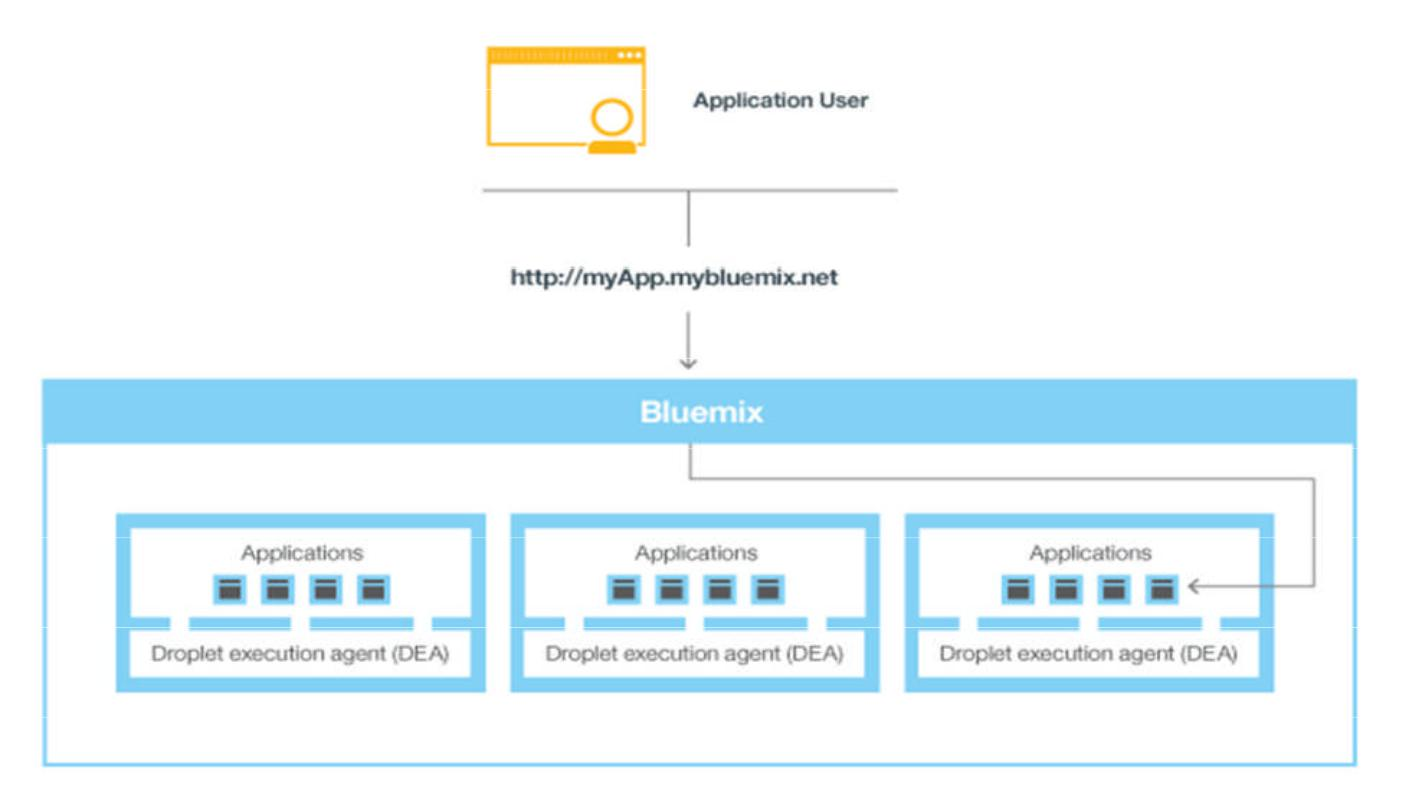 Application User
http://myApp.mybluemix.net
Bluemix
Applications
Applications
Applications
Droplet execution agent (DEA)
Droplet execution agent (DEA)
Droplet execution agent (DEA)